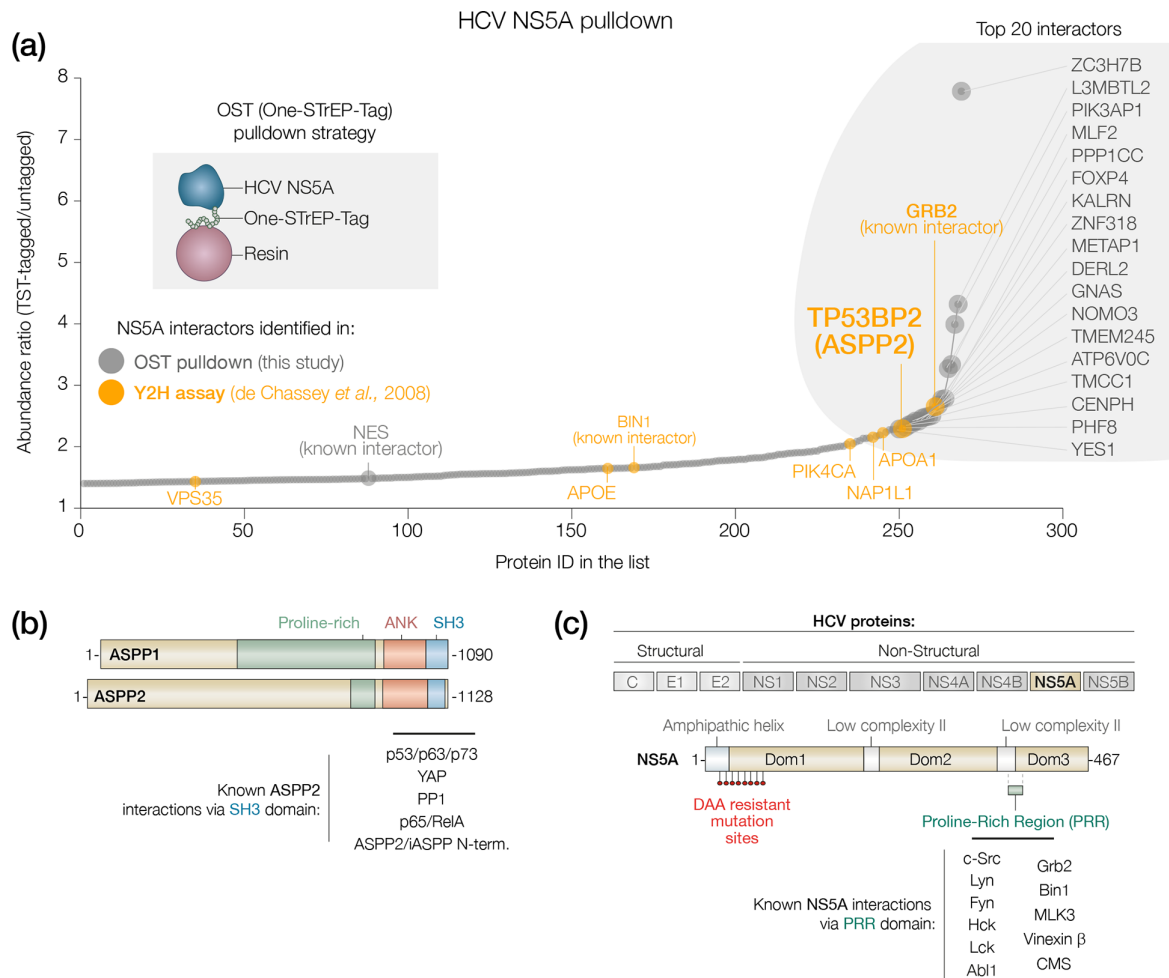 HCV NS5A pulldown
(a)
Top 20 interactors
ZC3H7B
L3MBTL2
PIK3AP1
MLF2
PPP1CC
FOXP4
KALRN
ZNF318
METAP1
DERL2
GNAS
NOMO3
TMEM245
ATP6V0C
TMCC1
CENPH
PHF8
YES1
Abundance ratio (TST-tagged/untagged)
8
7
6
5
4
3
2
1
OST (One-STrEP-Tag)
pulldown strategy
HCV NS5A
One-STrEP-Tag
Resin
NS5A interactors identified in:
OST pulldown (this study)
Y2H assay (de Chassey et al., 2008)
GRB2
(known interactor)
TP53BP2
(ASPP2)
NES
(known interactor)
BIN1
(known interactor)
VPS35
APOE
PIK4CA
APOA1
NAP1L1
0
50
100
150
200
250
300
Protein ID in the list
(b)
Proline-rich
ANK
SH3
1-
ASPP1
-1090
1-
ASPP2
-1128
Known ASPP2
interactions via SH3 domain:
p53/p63/p73
YAP
PP1
p65/RelA
ASPP2/iASPP N-term.
(c)
HCV proteins:
Structural
Non-Structural
C
E1
E2
NS1
NS2
NS3
NS4A
NS4B
NS5A
NS5B
Amphipathic helix
Low complexity II
Low complexity II
NS5A
1-
Dom1
Dom2
Dom3
-467
DAA resistant
mutation
sites
Proline-Rich Region (PRR)
Known NS5A interactions
via PRR domain:
c-Src
Lyn
Fyn
Hck
Lck
Abl1
Grb2
Bin1
MLK3
Vinexin β
CMS